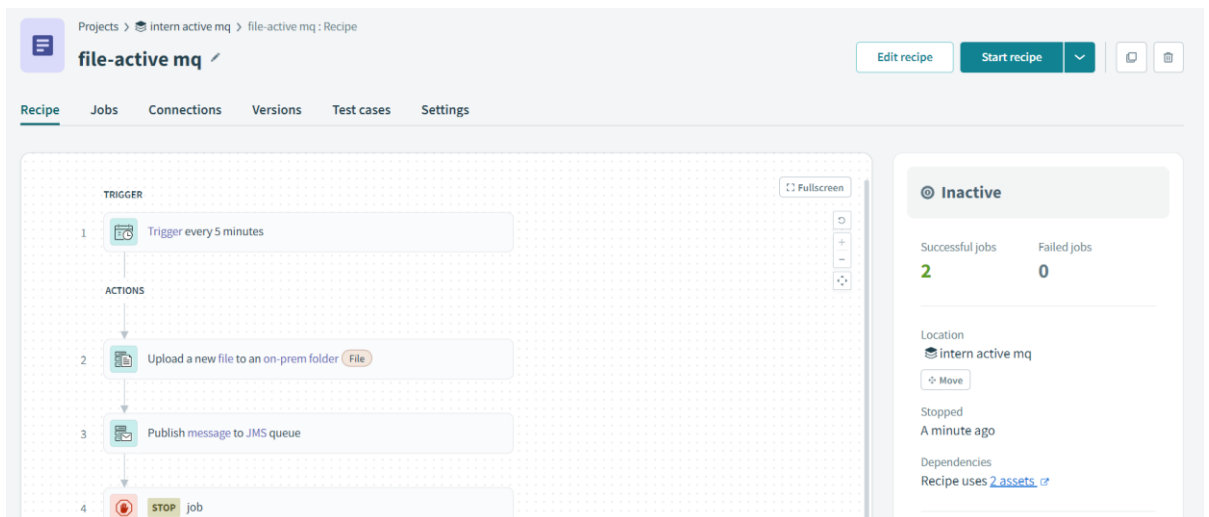 Projects > intern active mq > file-active mq : Recipe
file-active mq
Edit recipe
Start recipe
Recipe
Jobs
Connections
Versions
Test cases
Settings
TRIGGER
Fullscreen
1
Trigger every 5 minutes
ACTIONS
2
Upload a new file to an on-prem folder File
3
Publish message to JMS queue
4
STOP job
Inactive
Successful jobs
Failed jobs
2
0
Location
intern active mq
Move
Stopped
A minute ago
Dependencies
Recipe uses 2 assets